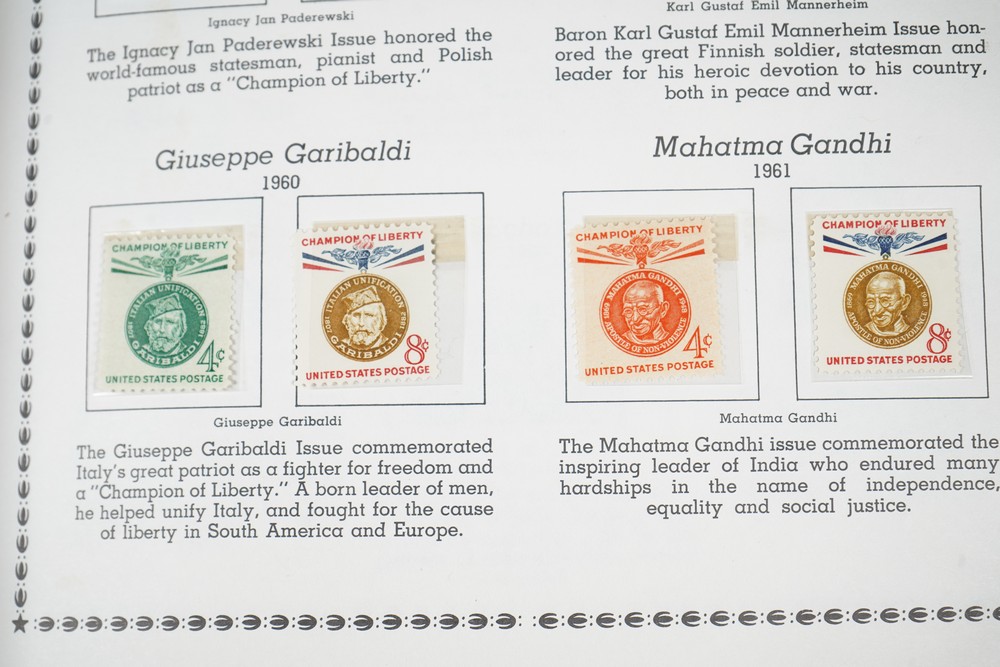 Ignacy Jan Paderewski
The Ignacy Jan Paderewski Issue honored the
world-famous statesman, pianist and Polish
patriot as a "Champion of Liberty."
Karl Gustaf Emil Mannerheim
Baron Karl Gustaf Emil Mannerheim Issue hon-
ored the great Finnish soldier, statesman and
leader for his heroic devotion to his country,
both in peace and war.
Giuseppe Garibaldi
1960
CHAMPION OF LIBERTY
ITALIAN UNIFICATION
1807 1882
GARIBALDI
4¢
UNITED STATES POSTAGE
CHAMPION OF LIBERTY
ITALIAN UNIFICATION
1807 1882
GARIBALDI
8¢
UNITED STATES POSTAGE
Giuseppe Garibaldi
The Giuseppe Garibaldi Issue commemorated
Italy's great patriot as a fighter for freedom and
a "Champion of Liberty." A born leader of men,
he helped unify Italy, and fought for the cause
of liberty in South America and Europe.
Mahatma Gandhi
1961
CHAMPION OF LIBERTY
MAHATMA GANDHI
1869 1948
APOSTLE OF NON-VIOLENCE
4¢
UNITED STATES POSTAGE
CHAMPION OF LIBERTY
MAHATMA GANDHI
1869 1948
APOSTLE OF NON-VIOLENCE
8¢
UNITED STATES POSTAGE
Mahatma Gandhi
The Mahatma Gandhi issue commemorated the
inspiring leader of India who endured many
hardships in the name of independence,
equality and social justice.